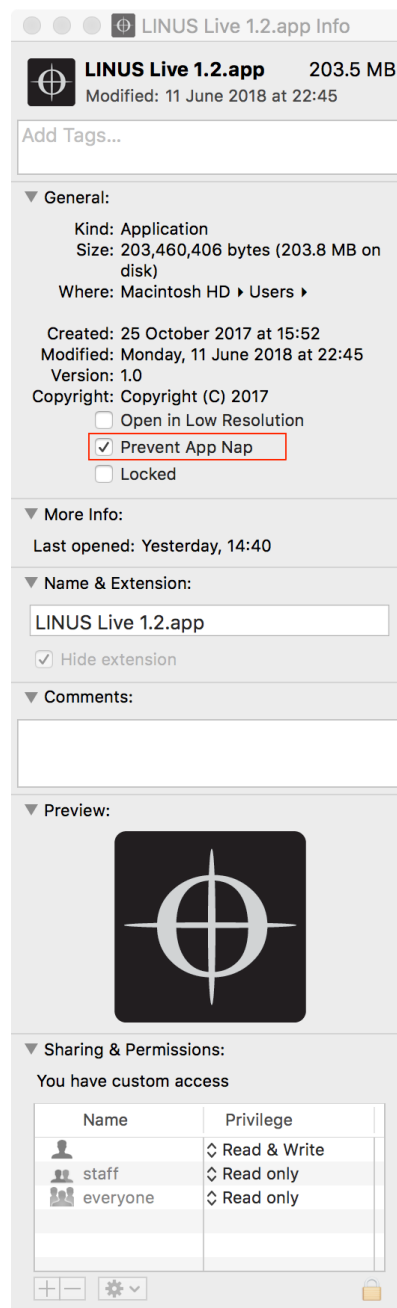 LINUS Live 1.2.app Info
LINUS Live 1.2.app 203.5 MB
Modified: 11 June 2018 at 22:45
Add Tags...
General:
Kind: Application
Size: 203,460,406 bytes (203.8 MB on
disk)
Where: Macintosh HD ▸ Users ▸
Created: 25 October 2017 at 15:52
Modified: Monday, 11 June 2018 at 22:45
Version: 1.0
Copyright: Copyright (C) 2017
Open in Low Resolution
Prevent App Nap
Locked
More Info:
Last opened: Yesterday, 14:40
Name & Extension:
LINUS Live 1.2.app
Hide extension
Comments:
Preview:
Sharing & Permissions:
You have custom access
Name Privilege
Read & Write
staff Read only
everyone Read only